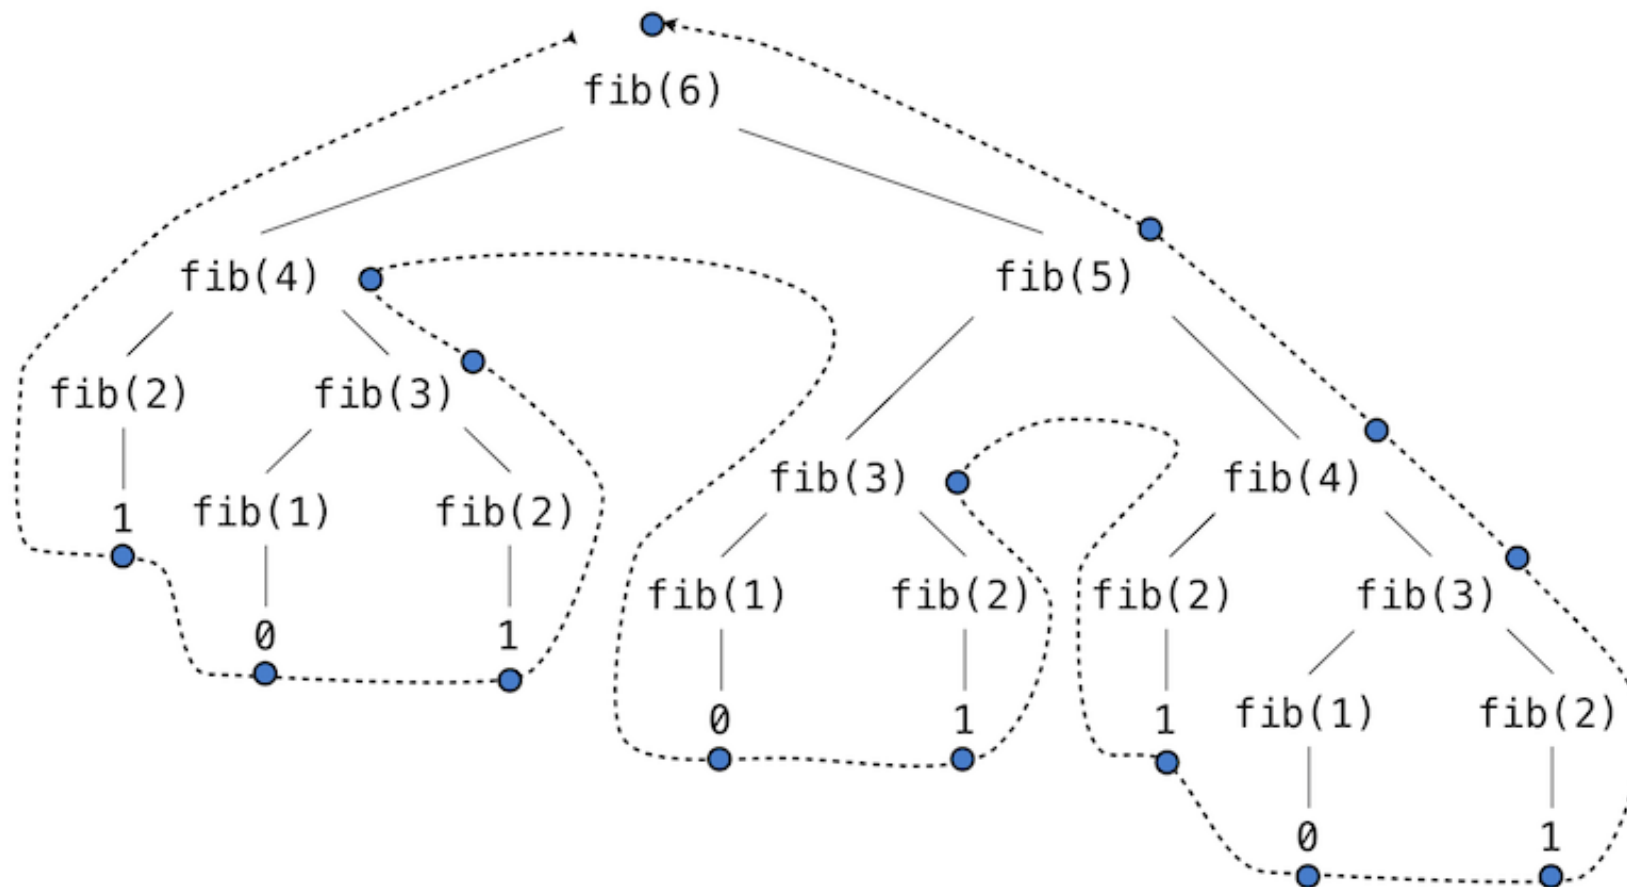 fib(6)
fib(4) fib(5)
fib(2) fib(3)
fib(3) fib(4)
1 fib(1) fib(2)
fib(1) fib(2) fib(2) fib(3)
0 1
0 1 1 fib(1) fib(2)
0 1